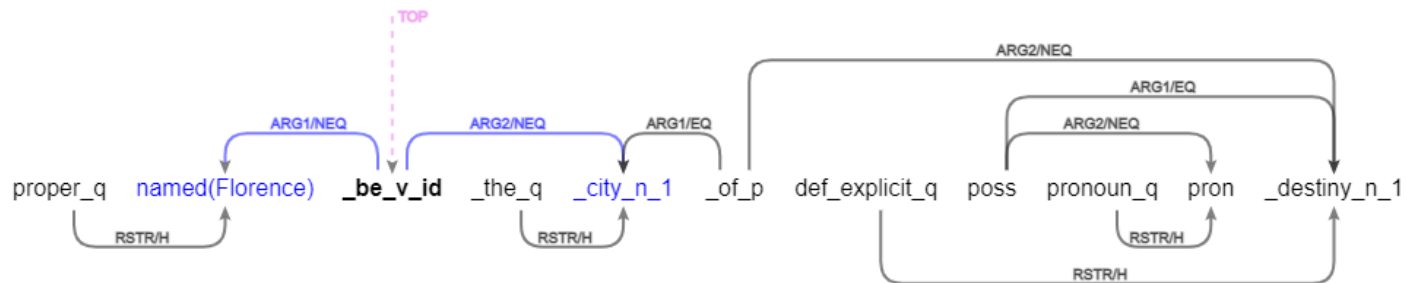 TOP
ARG2/NEQ
ARG1/EQ
ARG1/NEQ ARG2/NEQ ARG1/EQ ARG2/NEQ
proper_q named(Florence) _be_v_id _the_q _city_n_1 _of_p def_explicit_q poss pronoun_q pron _destiny_n_1
RSTR/H RSTR/H RSTR/H
RSTR/H